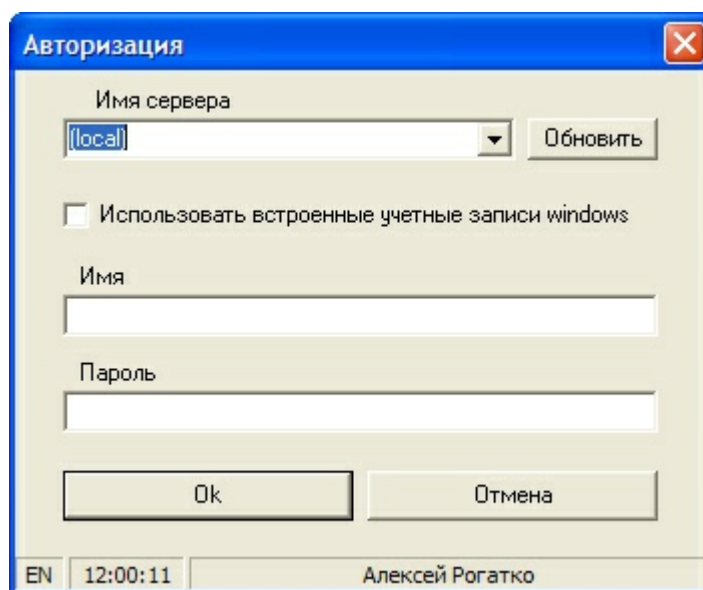 Авторизация
Имя сервера
(local)
Обновить
Использовать встроенные учетные записи windows
Имя
Пароль
Ok
Отмена
EN 12:00:11 Алексей Рогатко